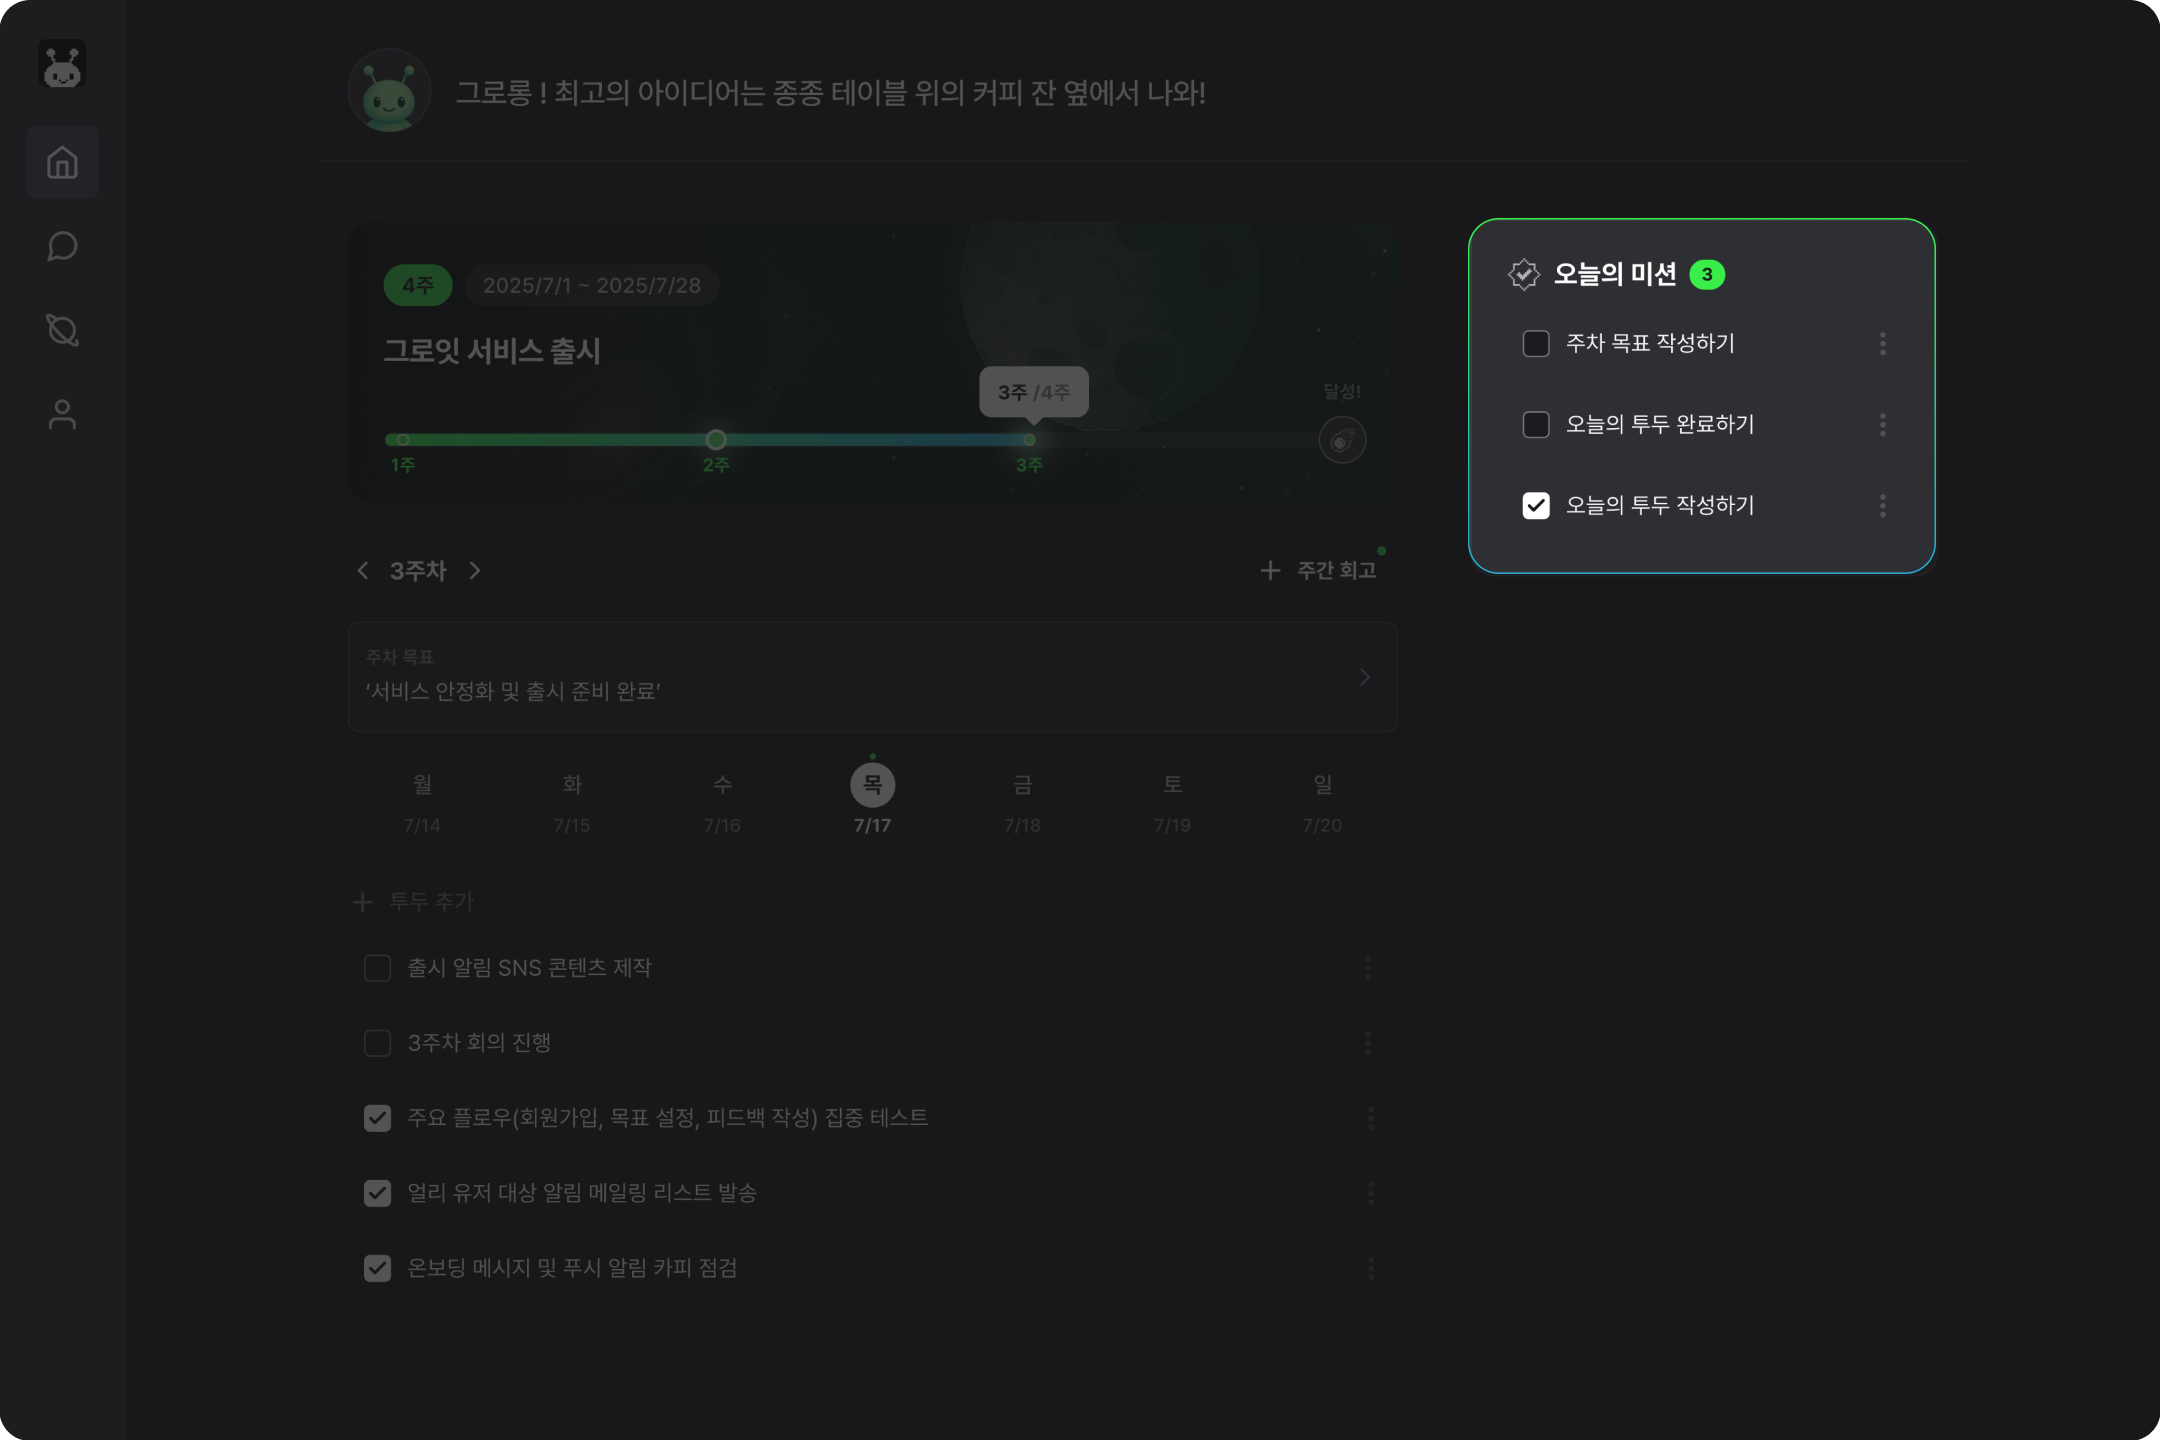 그로롱 ! 최고의 아이디어는 종종 테이블 위의 커피 잔 옆에서 나와!
4주 2025/7/1 ~ 2025/7/28
그로잇 서비스 출시
3주 /4주
달성!
1주 2주 3주
오늘의 미션 3
주차 목표 작성하기
오늘의 투두 완료하기
오늘의 투두 작성하기
3주차
주간 회고
주차 목표
‘서비스 안정화 및 출시 준비 완료’
월 화 수 목 금 토 일
7/14 7/15 7/16 7/17 7/18 7/19 7/20
투두 추가
출시 알림 SNS 콘텐츠 제작
3주차 회의 진행
주요 플로우(회원가입, 목표 설정, 피드백 작성) 집중 테스트
얼리 유저 대상 알림 메일링 리스트 발송
온보딩 메시지 및 푸시 알림 카피 점검